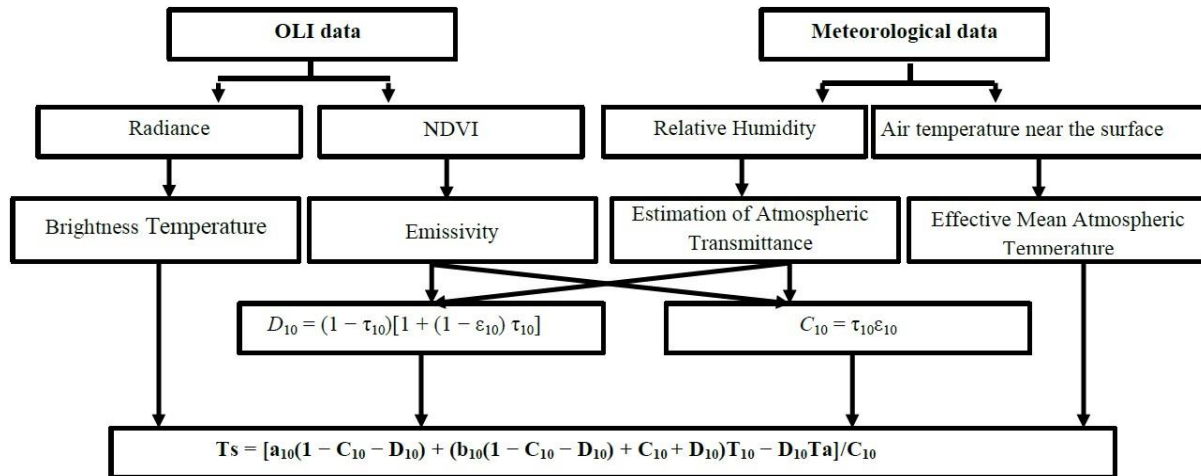 OLI data
Meteorological data
Radiance
NDVI
Relative Humidity
Air temperature near the surface
Brightness Temperature
Emissivity
Estimation of Atmospheric
Transmittance
Effective Mean Atmospheric
Temperature
D₁₀ = (1 − τ₁₀)[1 + (1 − ε₁₀) τ₁₀]
C₁₀ = τ₁₀ε₁₀
Ts = [a₁₀(1 − C₁₀ − D₁₀) + (b₁₀(1 − C₁₀ − D₁₀) + C₁₀ + D₁₀)T₁₀ − D₁₀Ta]/C₁₀